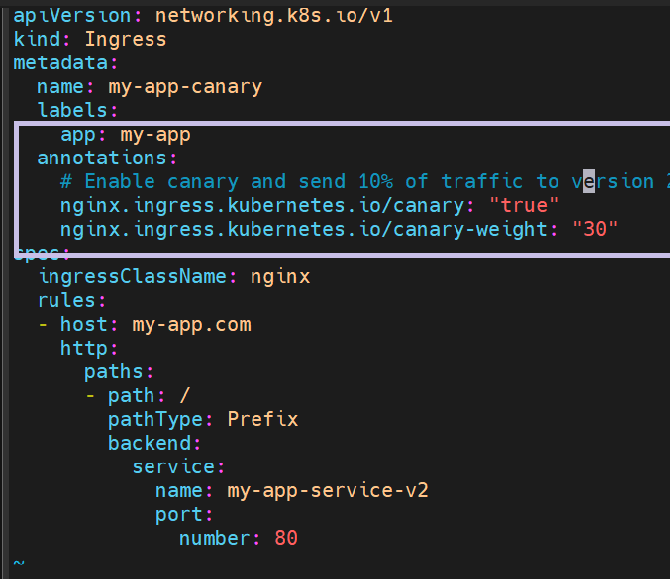 apiVersion: networking.k8s.io/v1
kind: Ingress
metadata:
  name: my-app-canary
  labels:
    app: my-app
  annotations:
    # Enable canary and send 10% of traffic to version 2
    nginx.ingress.kubernetes.io/canary: "true"
    nginx.ingress.kubernetes.io/canary-weight: "30"
spec:
  ingressClassName: nginx
  rules:
  - host: my-app.com
    http:
      paths:
      - path: /
        pathType: Prefix
        backend:
          service:
            name: my-app-service-v2
            port:
              number: 80
~